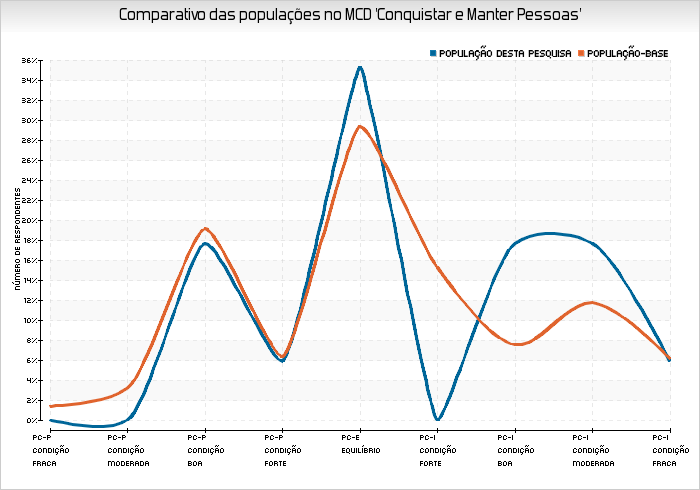 Comparativo das populações no MCD 'Conquistar e Manter Pessoas'
POPULAÇÃO DESTA PESQUISA POPULAÇÃO-BASE
NÚMERO DE RESPONDENTES
36%
34%
32%
30%
28%
26%
24%
22%
20%
18%
16%
14%
12%
10%
8%
6%
4%
2%
0%
PC-P CONDIÇÃO FRACA
PC-P CONDIÇÃO MODERADA
PC-P CONDIÇÃO BOA
PC-P CONDIÇÃO FORTE
PC-E EQUILÍBRIO
PC-I CONDIÇÃO FORTE
PC-I CONDIÇÃO BOA
PC-I CONDIÇÃO MODERADA
PC-I CONDIÇÃO FRACA